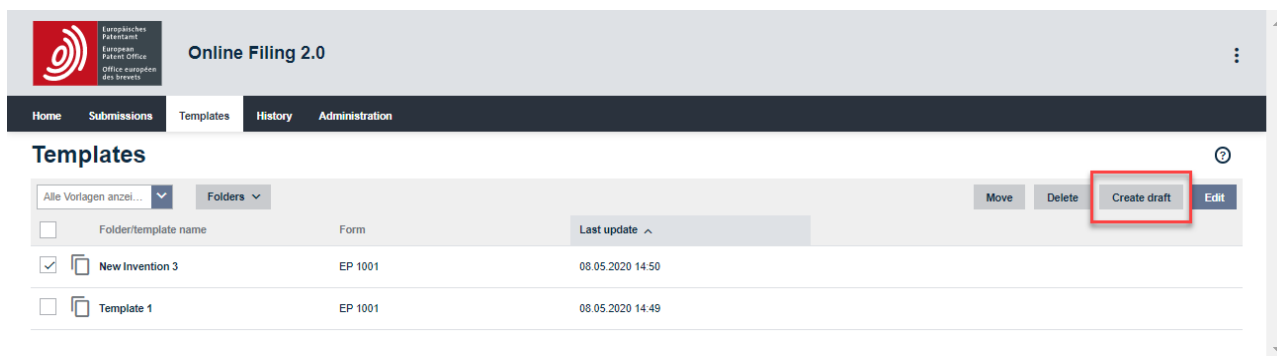 Europäisches
Patentamt
European
Patent Office
Office européen
des brevets
Online Filing 2.0
Home Submissions Templates History Administration
Templates
Alle Vorlagen anzei... Folders Move Delete Create draft Edit
Folder/template name Form Last update
New Invention 3 EP 1001 08.05.2020 14:50
Template 1 EP 1001 08.05.2020 14:49